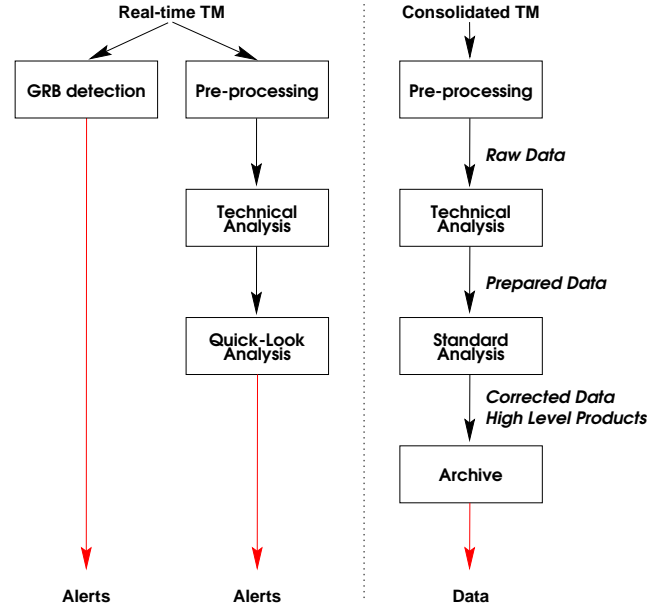 Real-time TM
Consolidated TM
GRB detection
Pre-processing
Pre-processing
Raw Data
Technical
Analysis
Technical
Analysis
Prepared Data
Quick-Look
Analysis
Standard
Analysis
Corrected Data
High Level Products
Archive
Alerts
Alerts
Data